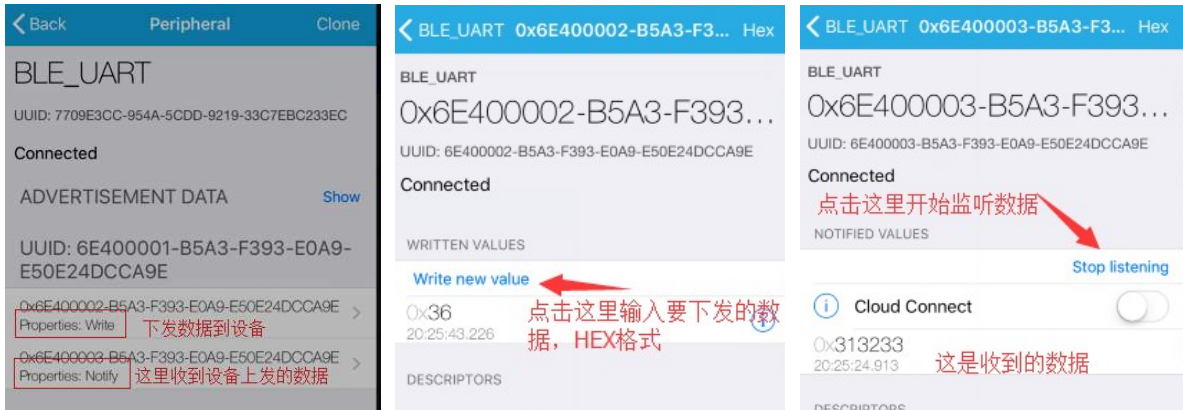 Back Peripheral Clone
BLE_UART
UUID: 7709E3CC-954A-5CDD-9219-33C7EBC233EC
Connected
ADVERTISEMENT DATA Show
UUID: 6E400001-B5A3-F393-E0A9-
E50E24DCCA9E
0x6E400002-B5A3-F393-E0A9-E50E24DCCA9E
Properties: Write 下发数据到设备
0x6E400003-B5A3-F393-E0A9-E50E24DCCA9E
Properties: Notify 这里收到设备上发的数据
BLE_UART 0x6E400002-B5A3-F3... Hex
BLE_UART
0x6E400002-B5A3-F393...
UUID: 6E400002-B5A3-F393-E0A9-E50E24DCCA9E
Connected
WRITTEN VALUES
Write new value
0x36
20:25:43.226
点击这里输入要下发的数
据，HEX格式
DESCRIPTORS
BLE_UART 0x6E400003-B5A3-F3... Hex
BLE_UART
0x6E400003-B5A3-F393...
UUID: 6E400003-B5A3-F393-E0A9-E50E24DCCA9E
Connected
点击这里开始监听数据
NOTIFIED VALUES
Stop listening
Cloud Connect
0x313233
20:25:24.913 这是收到的数据
DESCRIPTORS